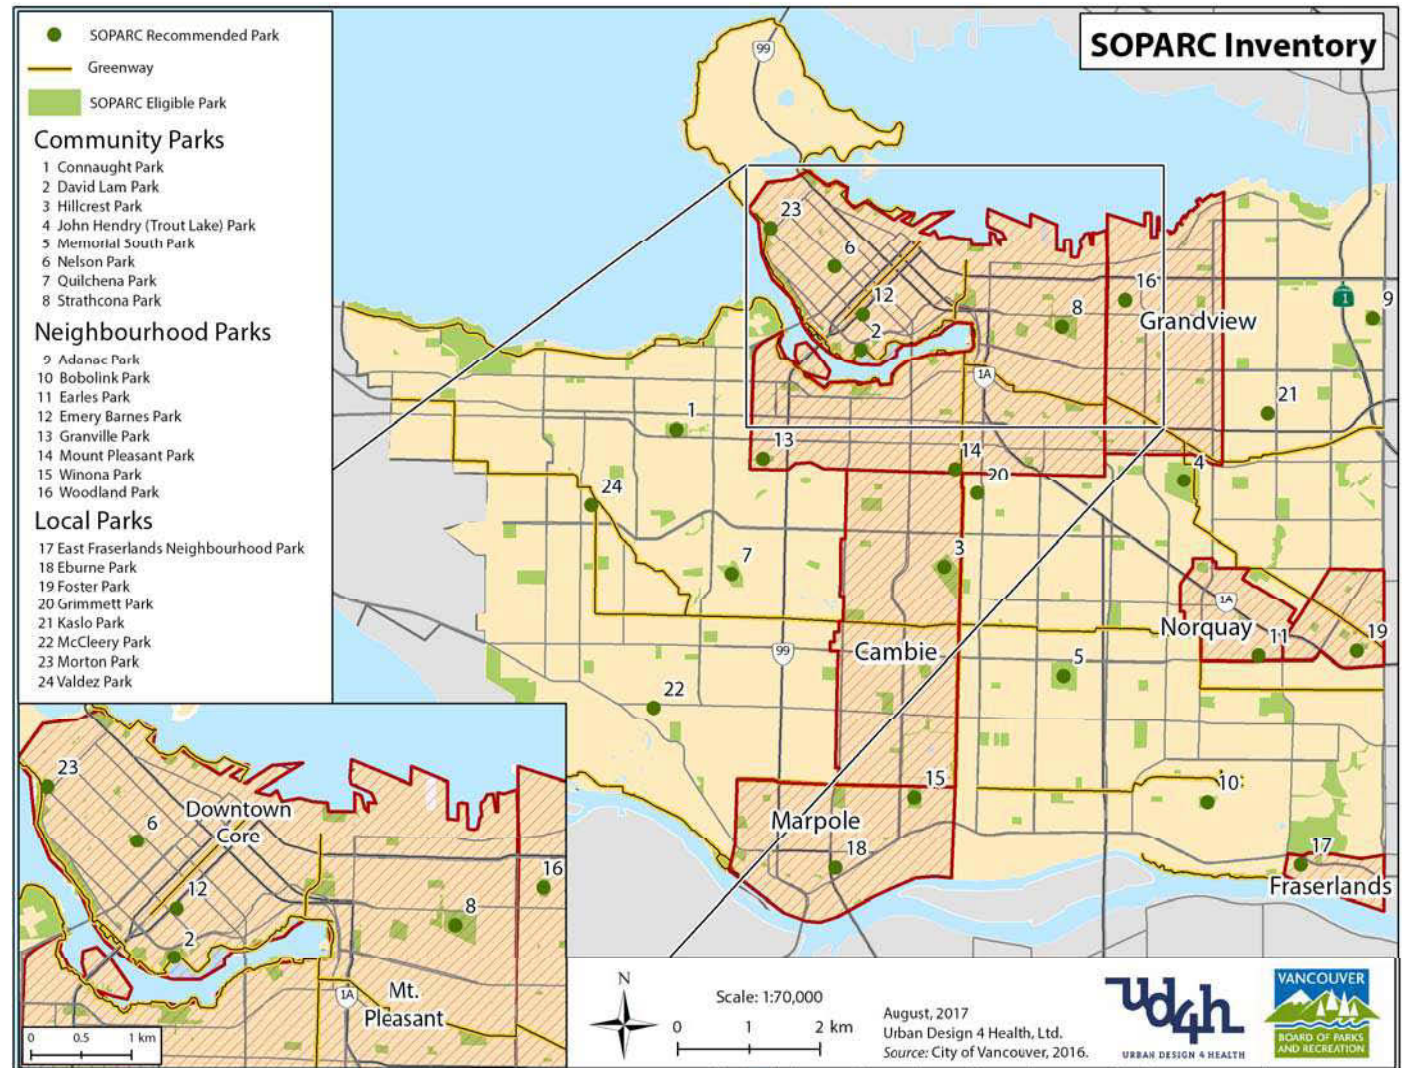 SOPARC Inventory
SOPARC Recommended Park
Greenway
SOPARC Eligible Park
Community Parks
1 Connaught Park
2 David Lam Park
3 Hillcrest Park
4 John Hendry (Trout Lake) Park
5 Memorial South Park
6 Nelson Park
7 Quilchena Park
8 Strathcona Park
Neighbourhood Parks
9 Adanac Park
10 Bobolink Park
11 Earles Park
12 Emery Barnes Park
13 Granville Park
14 Mount Pleasant Park
15 Winona Park
16 Woodland Park
Local Parks
17 East Fraserlands Neighbourhood Park
18 Eburne Park
19 Foster Park
20 Grimmett Park
21 Kaslo Park
22 McCleery Park
23 Morton Park
24 Valdez Park
99
23
6
16
1
9
12
8
Grandview
2
1A
21
1
13
14
4
20
24
3
7
1A
Norquay
11
19
99
Cambie
5
22
15
10
Marpole
18
17
Fraserlands
23
Downtown
Core
6
16
12
8
2
1A
Mt.
Pleasant
0 0.5 1 km
N
Scale: 1:70,000
0 1 2 km
August, 2017
Urban Design 4 Health, Ltd.
Source: City of Vancouver, 2016.
ud4h
URBAN DESIGN 4 HEALTH
VANCOUVER
BOARD OF PARKS
AND RECREATION